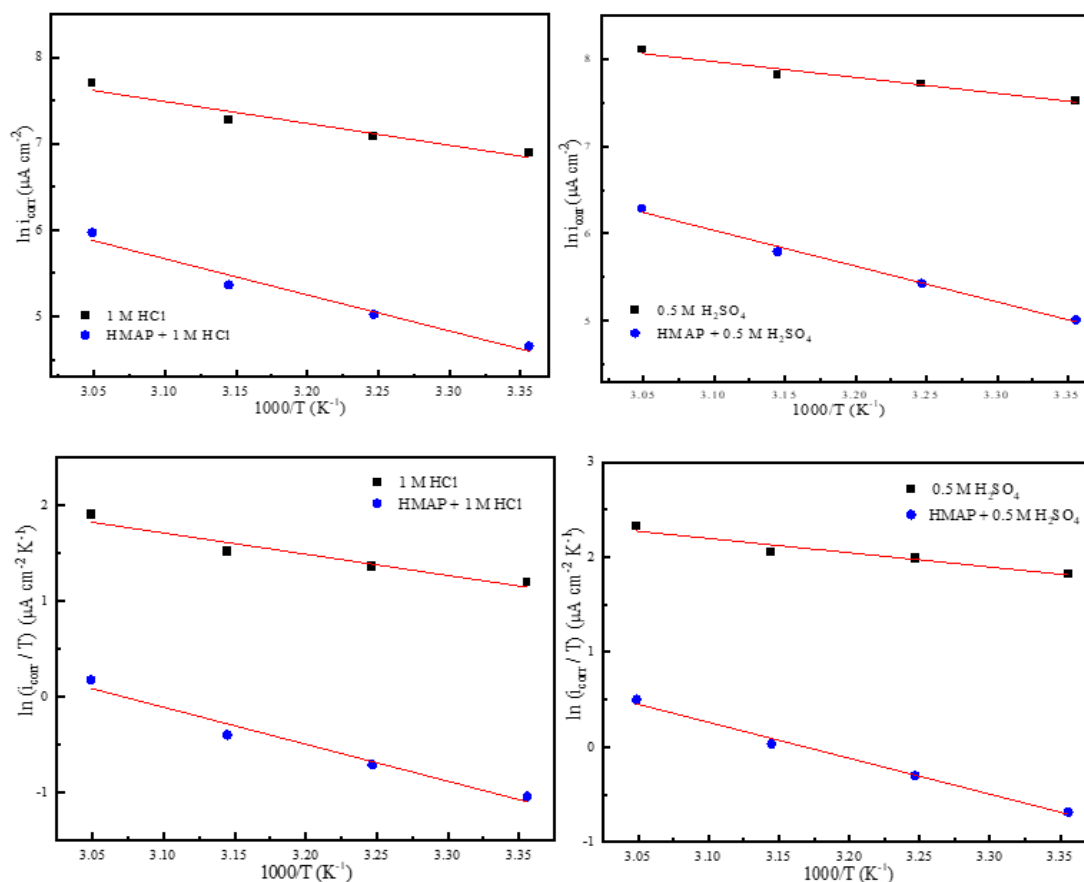 8
7
6
5
ln i_corr (µA cm⁻²)
1 M HCl
HMAP + 1 M HCl
3.05 3.10 3.15 3.20 3.25 3.30 3.35
1000/T (K⁻¹)
8
7
6
5
ln i_corr (µA cm⁻²)
0.5 M H₂SO₄
HMAP + 0.5 M H₂SO₄
3.05 3.10 3.15 3.20 3.25 3.30 3.35
1000/T (K⁻¹)
2
1
0
-1
ln (i_corr / T) (µA cm⁻² K⁻¹)
1 M HCl
HMAP + 1 M HCl
3.05 3.10 3.15 3.20 3.25 3.30 3.35
1000/T (K⁻¹)
3
2
1
0
-1
ln (i_corr / T) (µA cm⁻² K⁻¹)
0.5 M H₂SO₄
HMAP + 0.5 M H₂SO₄
3.05 3.10 3.15 3.20 3.25 3.30 3.35
1000/T (K⁻¹)